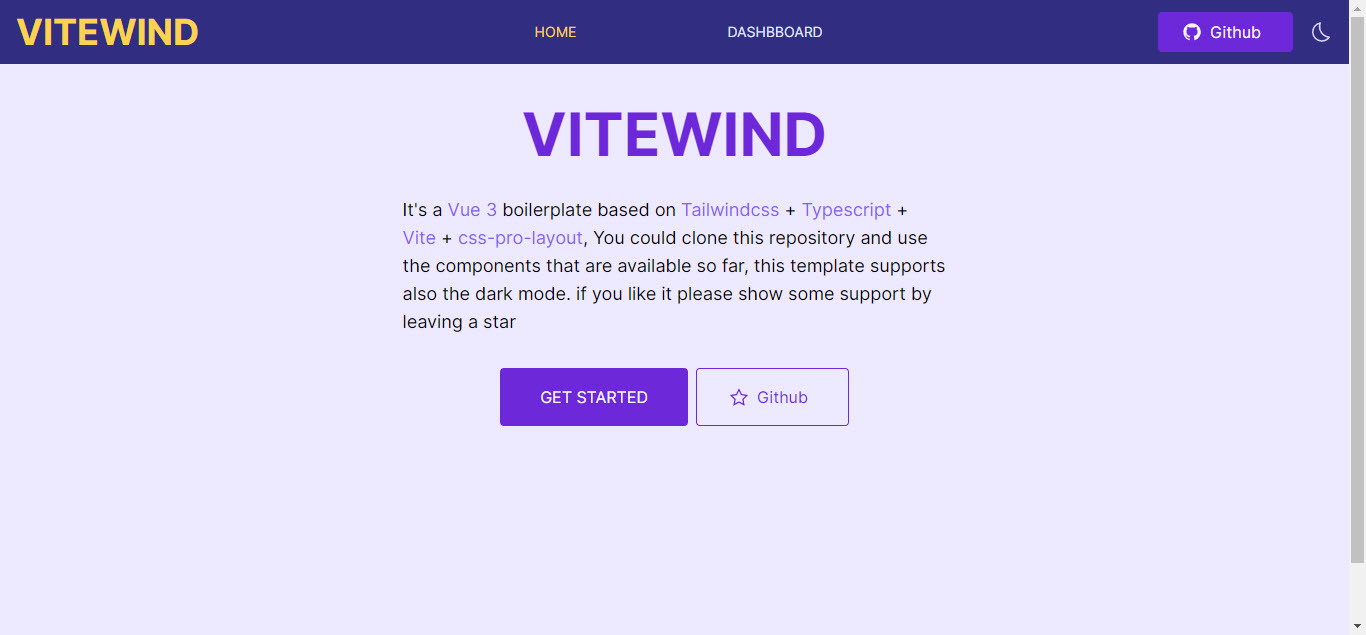 VITEWIND
HOME
DASHBBOARD
Github
VITEWIND
It's a Vue 3 boilerplate based on Tailwindcss + Typescript +
Vite + css-pro-layout, You could clone this repository and use
the components that are available so far, this template supports
also the dark mode. if you like it please show some support by
leaving a star
GET STARTED
Github